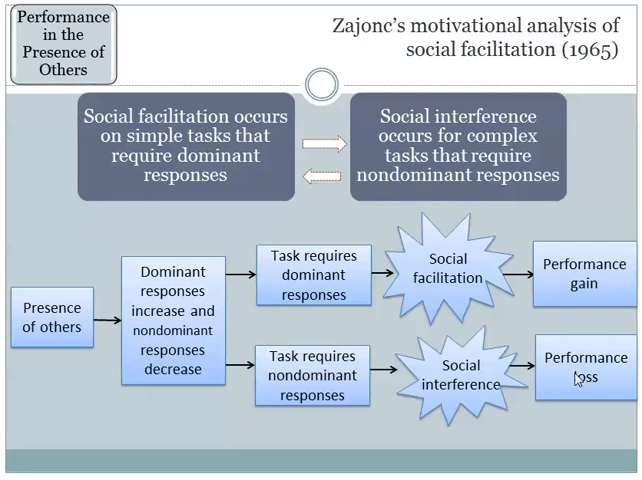 Performance
in the
Presence of
Others
Zajonc's motivational analysis of
social facilitation (1965)
Social facilitation occurs
on simple tasks that
require dominant
responses
Social interference
occurs for complex
tasks that require
nondominant responses
Presence
of others
Dominant
responses
increase and
nondominant
responses
decrease
Task requires
dominant
responses
Social
facilitation
Performance
gain
Task requires
nondominant
responses
Social
interference
Performance
loss